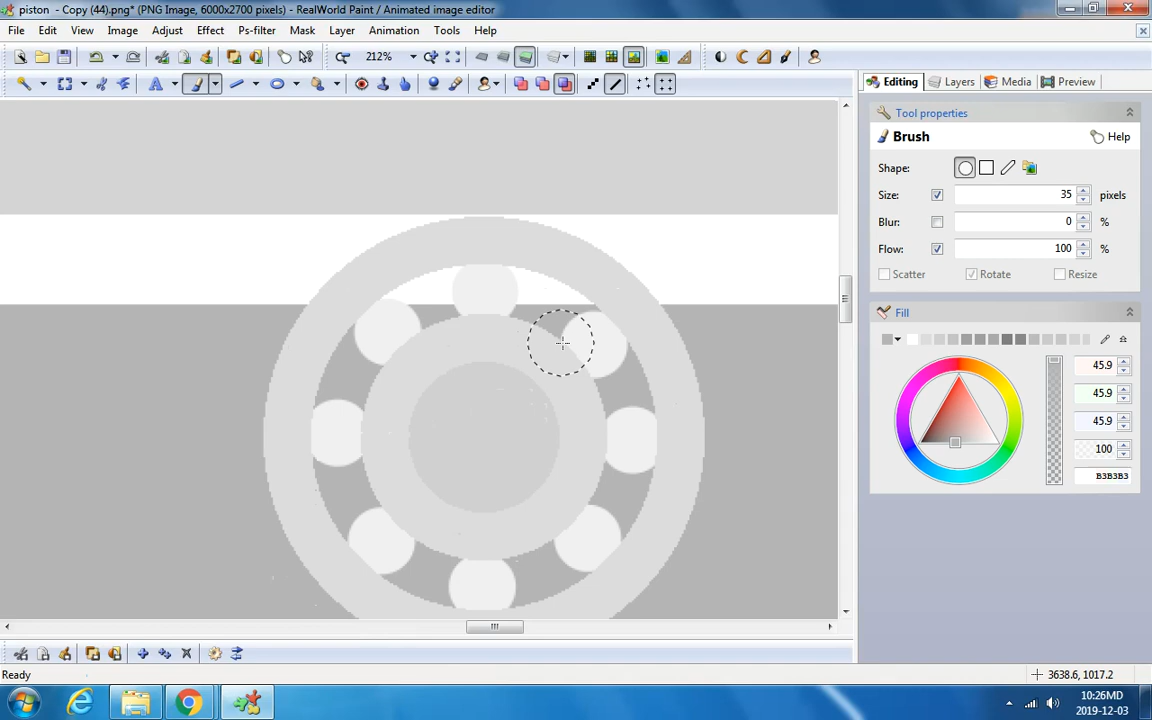 piston - Copy (44).png* (PNG Image, 6000x2700 pixels) - RealWorld Paint / Animated image editor
File Edit View Image Adjust Effect Ps-filter Mask Layer Animation Tools Help
212%
Editing Layers Media Preview
Tool properties
Brush Help
Shape:
Size: 35 pixels
Blur: 0 %
Flow: 100 %
Scatter Rotate Resize
Fill
45.9
45.9
45.9
100
B3B3B3
Ready 3638.6, 1017.2
10:26MD
2019-12-03